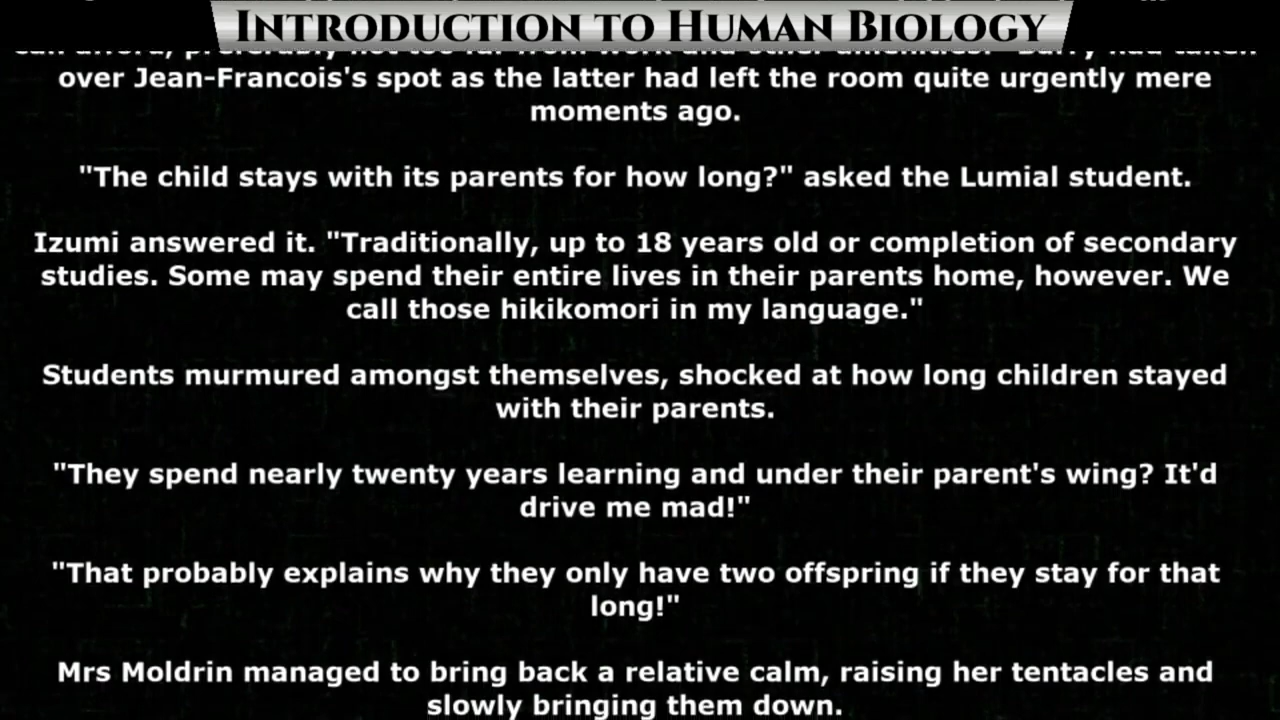 Introduction to Human Biology
over Jean-Francois's spot as the latter had left the room quite urgently mere
moments ago.
"The child stays with its parents for how long?" asked the Lumial student.
Izumi answered it. "Traditionally, up to 18 years old or completion of secondary
studies. Some may spend their entire lives in their parents home, however. We
call those hikikomori in my language."
Students murmured amongst themselves, shocked at how long children stayed
with their parents.
"They spend nearly twenty years learning and under their parent's wing? It'd
drive me mad!"
"That probably explains why they only have two offspring if they stay for that
long!"
Mrs Moldrin managed to bring back a relative calm, raising her tentacles and
slowly bringing them down.